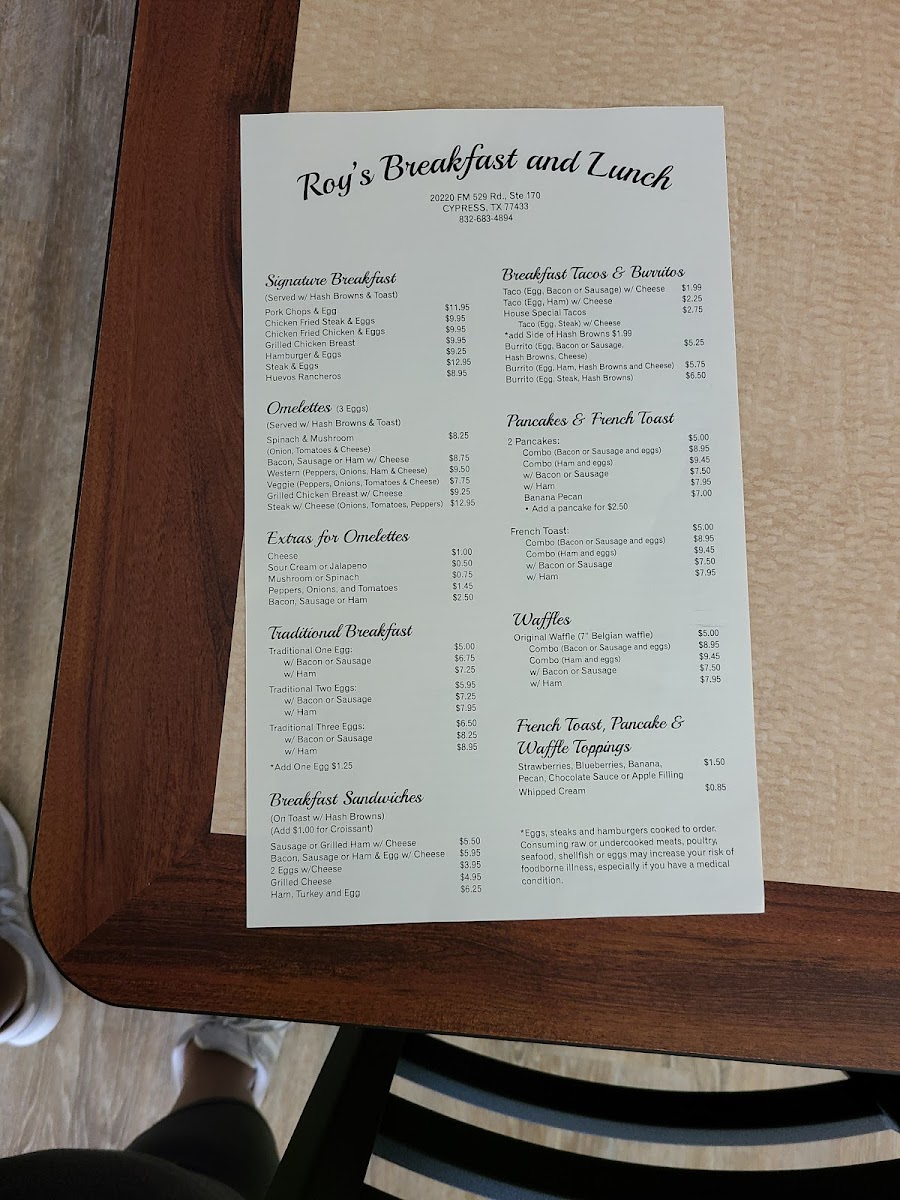 Roy's Breakfast and Lunch
20220 FM 529 Rd., Ste 170
CYPRESS, TX 77433
832-683-4894
Signature Breakfast
(Served w/ Hash Browns & Toast)
Pork Chops & Egg $11.95
Chicken Fried Steak & Eggs $9.95
Chicken Fried Chicken & Eggs $9.95
Grilled Chicken Breast $9.95
Hamburger & Eggs $9.25
Steak & Eggs $12.95
Huevos Rancheros $8.95
Omelettes (3 Eggs)
(Served w/ Hash Browns & Toast)
Spinach & Mushroom $8.25
(Onion, Tomatoes & Cheese)
Bacon, Sausage or Ham w/ Cheese $8.75
Western (Peppers, Onions, Ham & Cheese) $9.50
Veggie (Peppers, Onions, Tomatoes & Cheese) $7.75
Grilled Chicken Breast w/ Cheese $9.25
Steak w/ Cheese (Onions, Tomatoes, Peppers) $12.95
Extras for Omelettes
Cheese $1.00
Sour Cream or Jalapeno $0.50
Mushroom or Spinach $0.75
Peppers, Onions, and Tomatoes $1.45
Bacon, Sausage or Ham $2.50
Traditional Breakfast
Traditional One Egg: $5.00
w/ Bacon or Sausage $6.75
w/ Ham $7.25
Traditional Two Eggs: $5.95
w/ Bacon or Sausage $7.25
w/ Ham $7.95
Traditional Three Eggs: $6.50
w/ Bacon or Sausage $8.25
w/ Ham $8.95
*Add One Egg $1.25
Breakfast Sandwiches
(On Toast w/ Hash Browns)
(Add $1.00 for Croissant)
Sausage or Grilled Ham w/ Cheese $5.50
Bacon, Sausage or Ham & Egg w/ Cheese $5.95
2 Eggs w/Cheese $3.95
Grilled Cheese $4.95
Ham, Turkey and Egg $6.25
Breakfast Tacos & Burritos
Taco (Egg, Bacon or Sausage) w/ Cheese $1.99
Taco (Egg, Ham) w/ Cheese $2.25
House Special Tacos $2.75
Taco (Egg, Steak) w/ Cheese
*add Side of Hash Browns $1.99
Burrito (Egg, Bacon or Sausage, $5.25
Hash Browns, Cheese)
Burrito (Egg, Ham, Hash Browns and Cheese) $5.75
Burrito (Egg, Steak, Hash Browns) $6.50
Pancakes & French Toast
2 Pancakes: $5.00
Combo (Bacon or Sausage and eggs) $8.95
Combo (Ham and eggs) $9.45
w/ Bacon or Sausage $7.50
w/ Ham $7.95
Banana Pecan $7.00
• Add a pancake for $2.50
French Toast: $5.00
Combo (Bacon or Sausage and eggs) $8.95
Combo (Ham and eggs) $9.45
w/ Bacon or Sausage $7.50
w/ Ham $7.95
Waffles
Original Waffle (7" Belgian waffle) $5.00
Combo (Bacon or Sausage and eggs) $8.95
Combo (Ham and eggs) $9.45
w/ Bacon or Sausage $7.50
w/ Ham $7.95
French Toast, Pancake &
Waffle Toppings
Strawberries, Blueberries, Banana, $1.50
Pecan, Chocolate Sauce or Apple Filling
Whipped Cream $0.85
*Eggs, steaks and hamburgers cooked to order.
Consuming raw or undercooked meats, poultry,
seafood, shellfish or eggs may increase your risk of
foodborne illness, especially if you have a medical
condition.